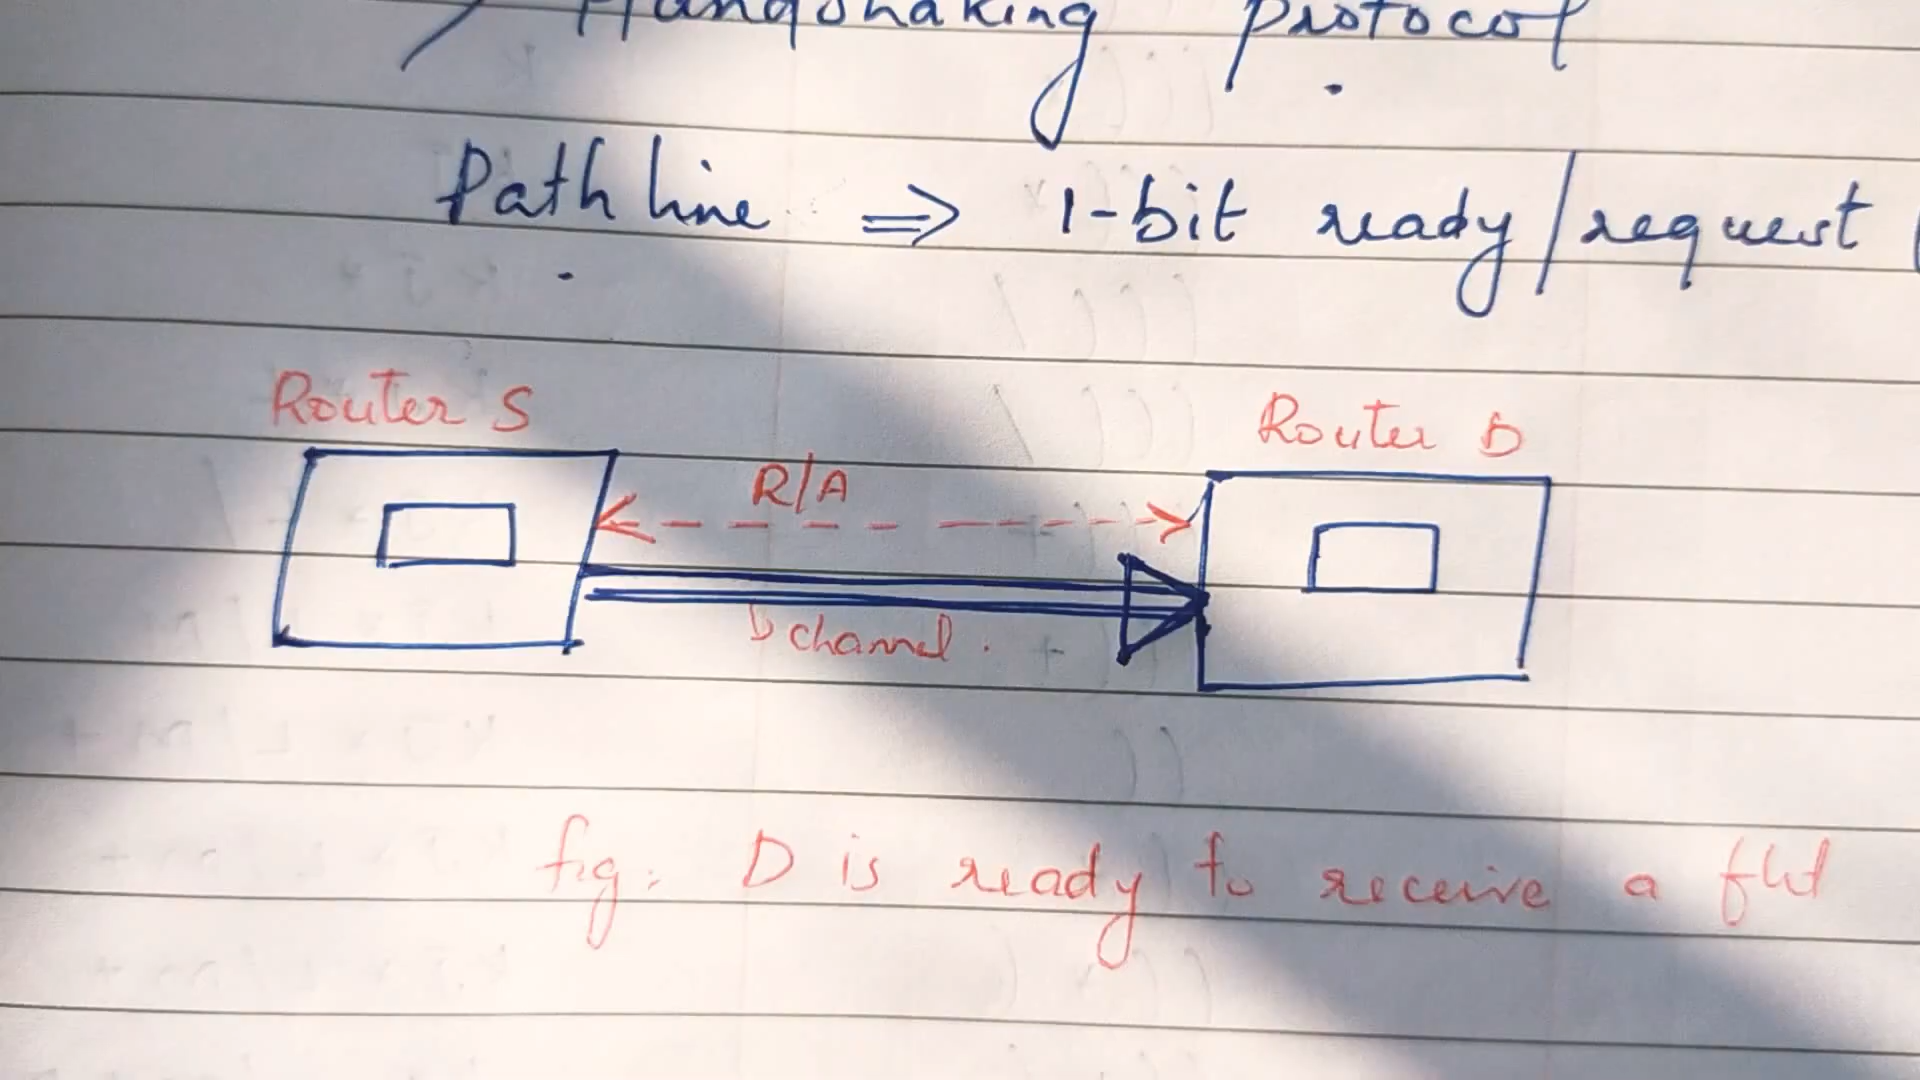 Handshaking protocol
Path line ⇒ 1-bit ready/request
Router S
Router D
R/A
channel.
fig: D is ready to receive a flit